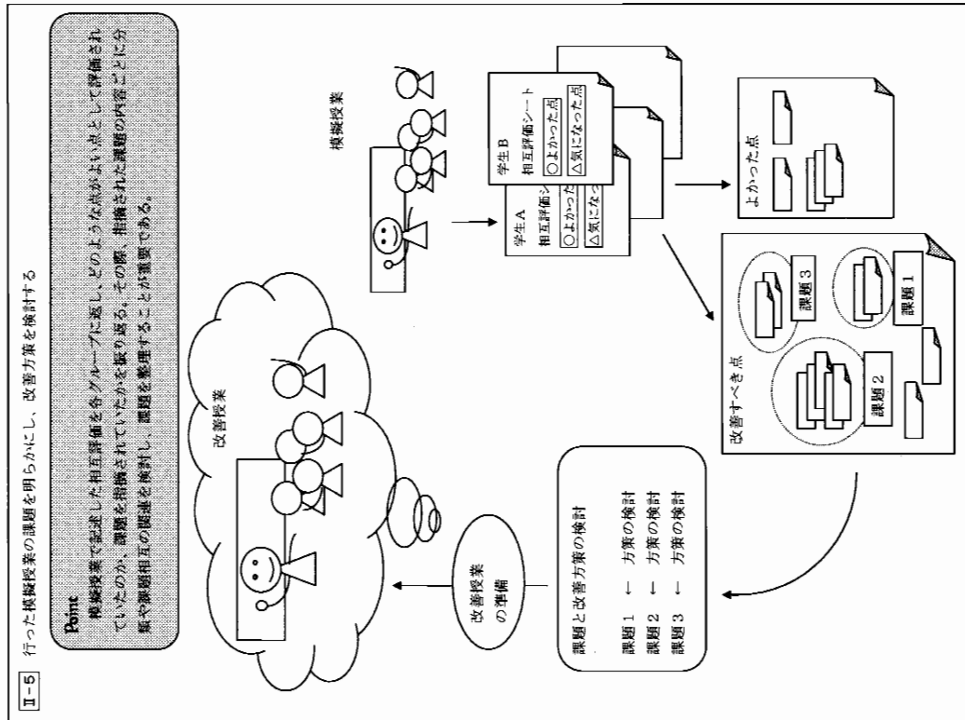 Ⅱ-5 行った模擬授業の課題を明らかにし、改善方策を検討する
Point
模擬授業で記述した相互評価を各グループに返し、どのような点がよい点として評価され
ていたのか、課題を指摘されていたかを振り返る。その際、指摘された課題の内容ごとに分
類や課題相互の関連を検討し、課題を整理することが重要である。
模擬授業
学生A
相互評価シ
○よかった
△気になっ
学生B
相互評価シート
○よかった点
△気になった点
よかった点
改善すべき点
課題3
課題2
課題1
課題と改善方策の検討
課題1 ← 方策の検討
課題2 ← 方策の検討
課題3 ← 方策の検討
改善授業
の準備
改善授業